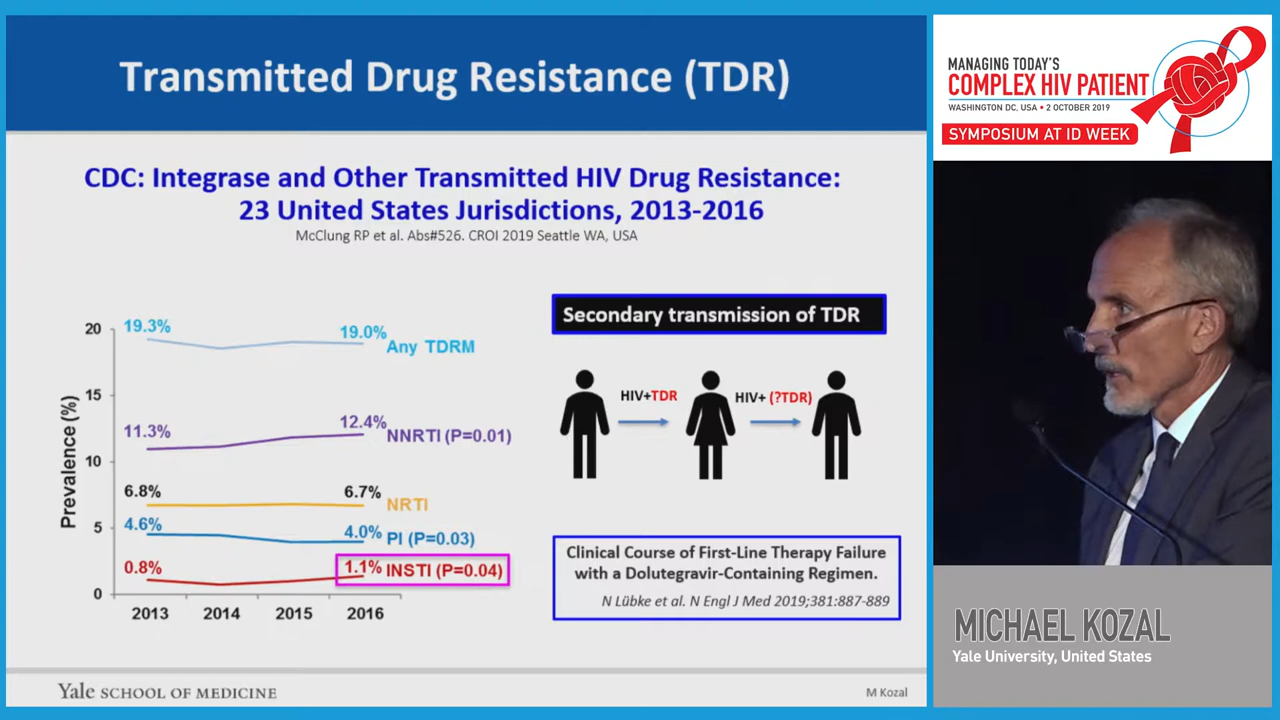 Transmitted Drug Resistance (TDR)
CDC: Integrase and Other Transmitted HIV Drug Resistance:
23 United States Jurisdictions, 2013-2016
McClung RP et al. Abs#526. CROI 2019 Seattle WA, USA
Prevalence (%)
20
15
10
5
0
2013 2014 2015 2016
19.3%
19.0% Any TDRM
11.3%
12.4% NNRTI (P=0.01)
6.8%
6.7% NRTI
4.6%
4.0% PI (P=0.03)
0.8%
1.1% INSTI (P=0.04)
Secondary transmission of TDR
HIV+TDR
HIV+ (?TDR)
Clinical Course of First-Line Therapy Failure
with a Dolutegravir-Containing Regimen.
N Lübke et al. N Engl J Med 2019;381:887-889
Yale SCHOOL OF MEDICINE
M Kozal
MANAGING TODAY'S
COMPLEX HIV PATIENT
WASHINGTON DC, USA • 2 OCTOBER 2019
SYMPOSIUM AT ID WEEK
MICHAEL KOZAL
Yale University, United States